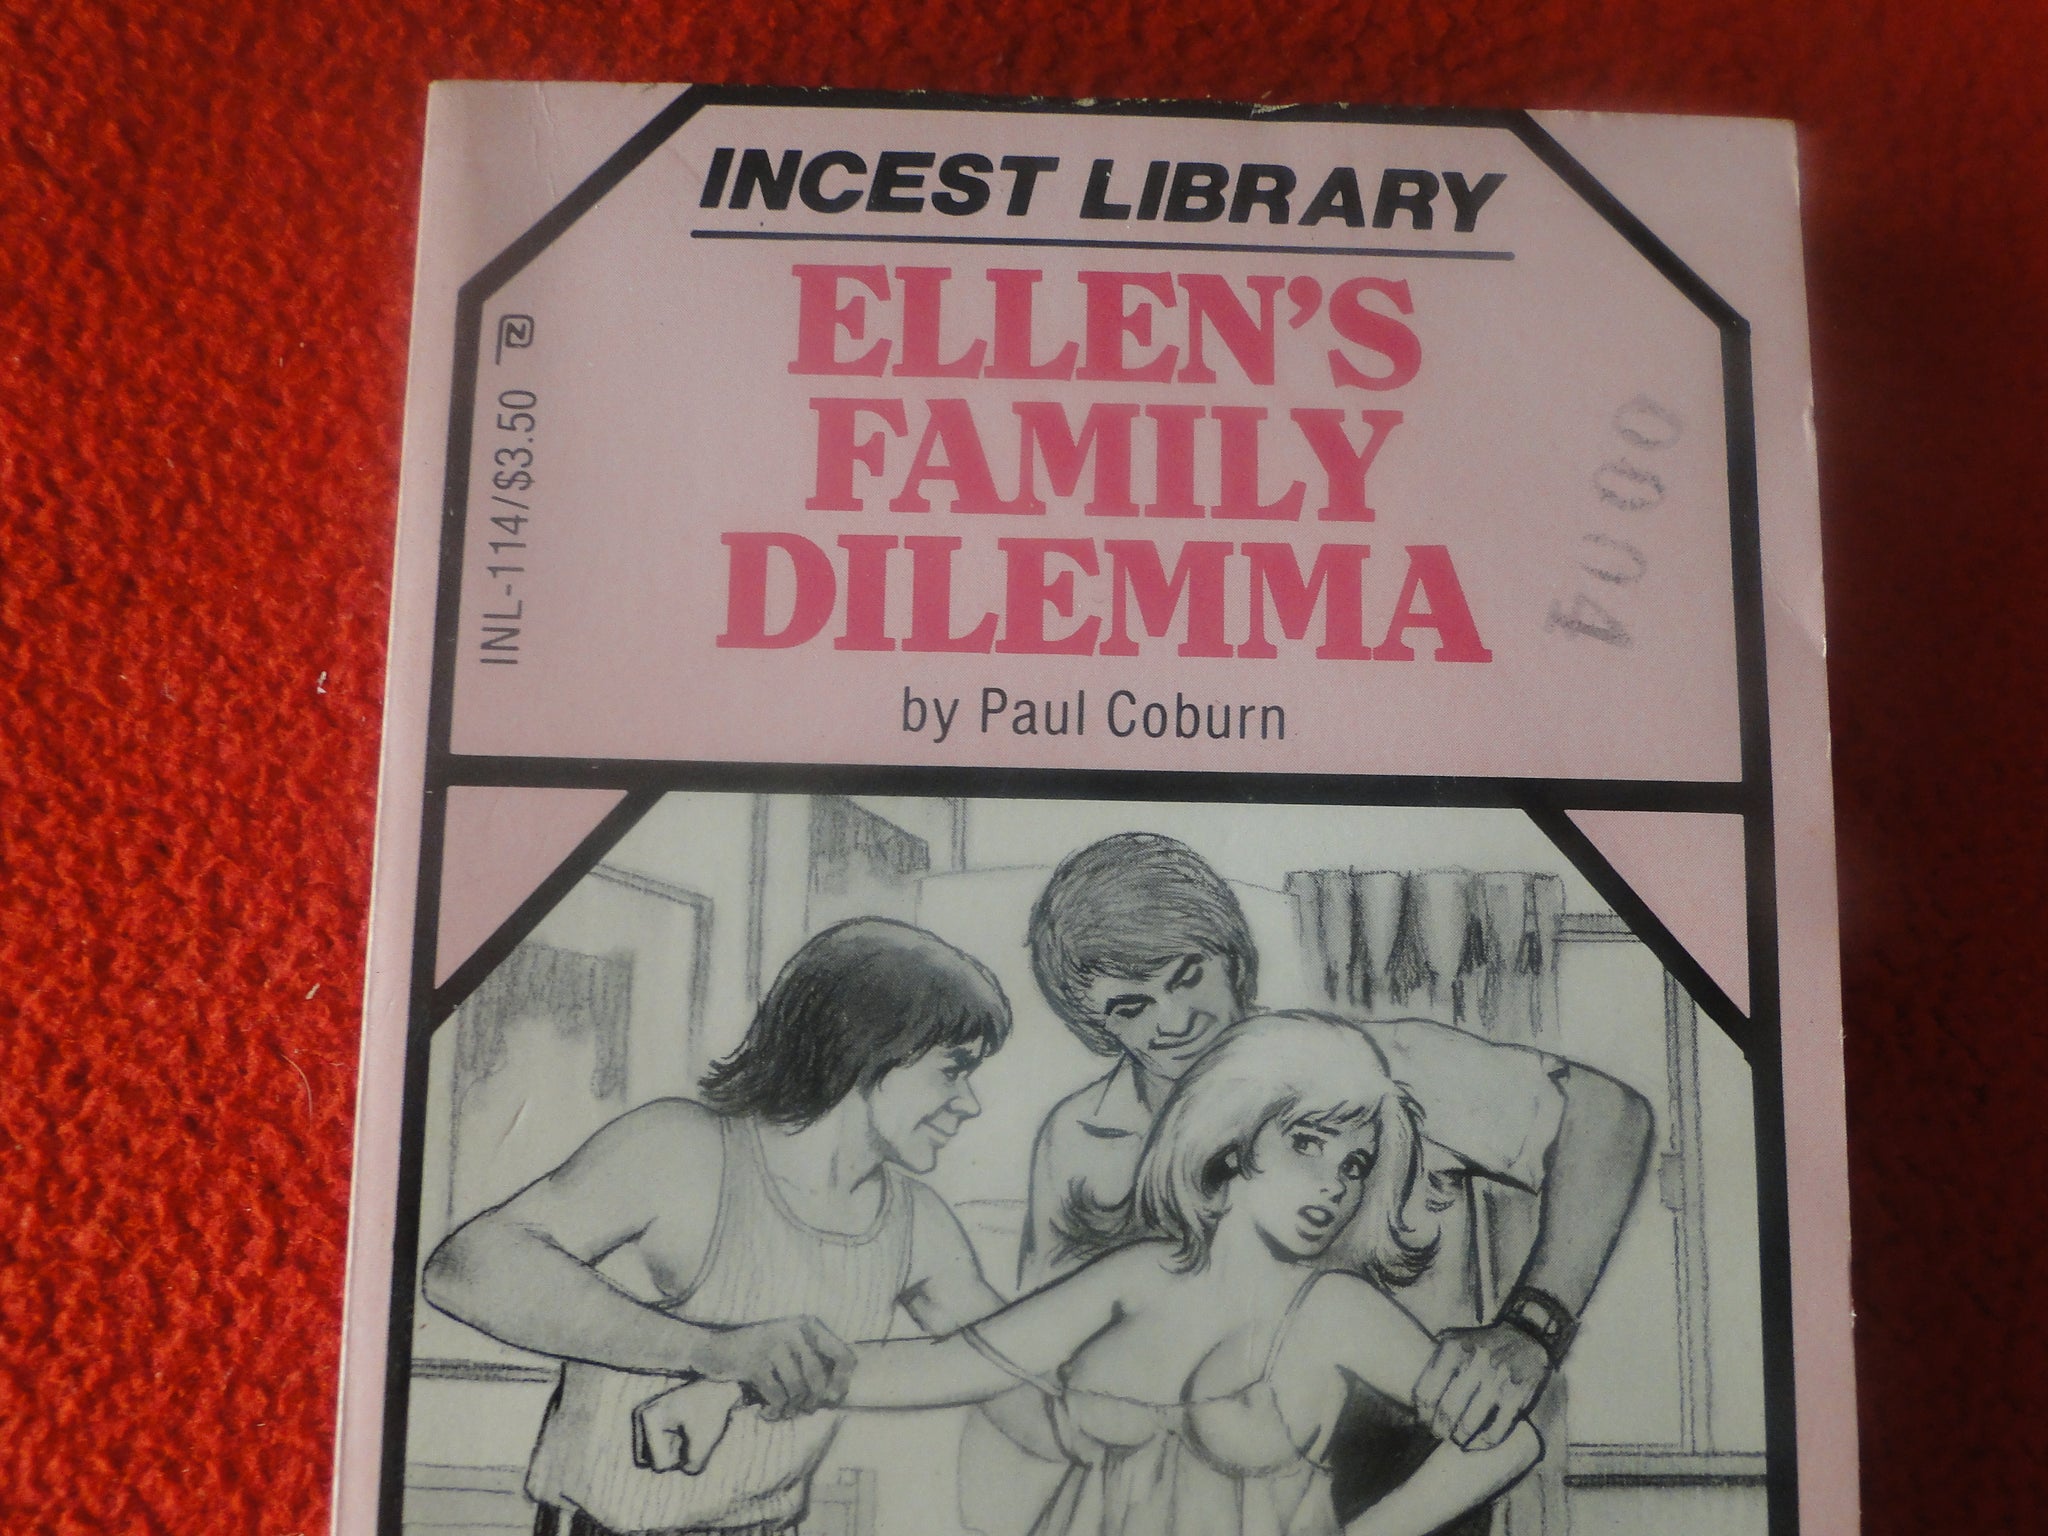 INCEST LIBRARY
ELLEN'S
FAMILY
DILEMMA
by Paul Coburn
INL-114/$3.50